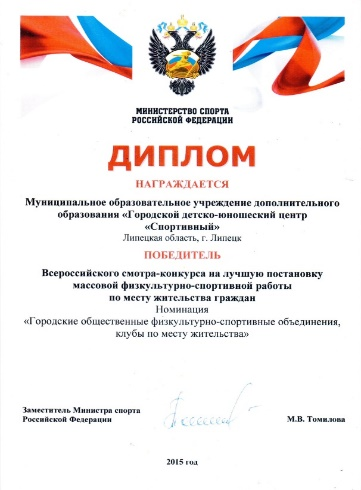 МИНИСТЕРСТВО СПОРТА
РОССИЙСКОЙ ФЕДЕРАЦИИ
ДИПЛОМ
НАГРАЖДАЕТСЯ
Муниципальное образовательное учреждение дополнительного
образования «Городской детско-юношеский центр
«Спортивный»
Липецкая область, г. Липецк
ПОБЕДИТЕЛЬ
Всероссийского смотра-конкурса на лучшую постановку
массовой физкультурно-спортивной работы
по месту жительства граждан
Номинация
«Городские общественные физкультурно-спортивные объединения,
клубы по месту жительства»
Заместитель Министра спорта
Российской Федерации
М.В. Томилова
2015 год